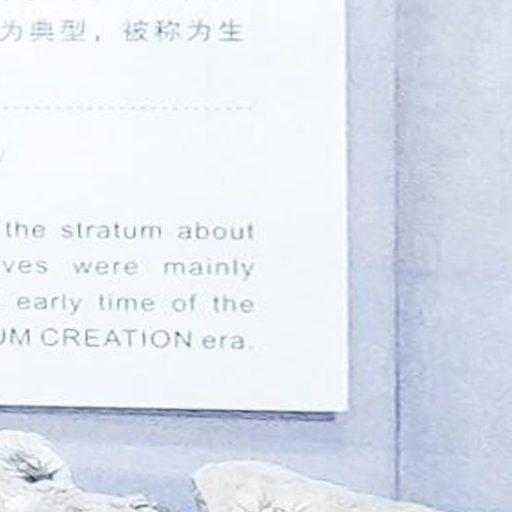 为典型，被称为生
the stratum about
ves were mainly
early time of the
UM CREATION era.